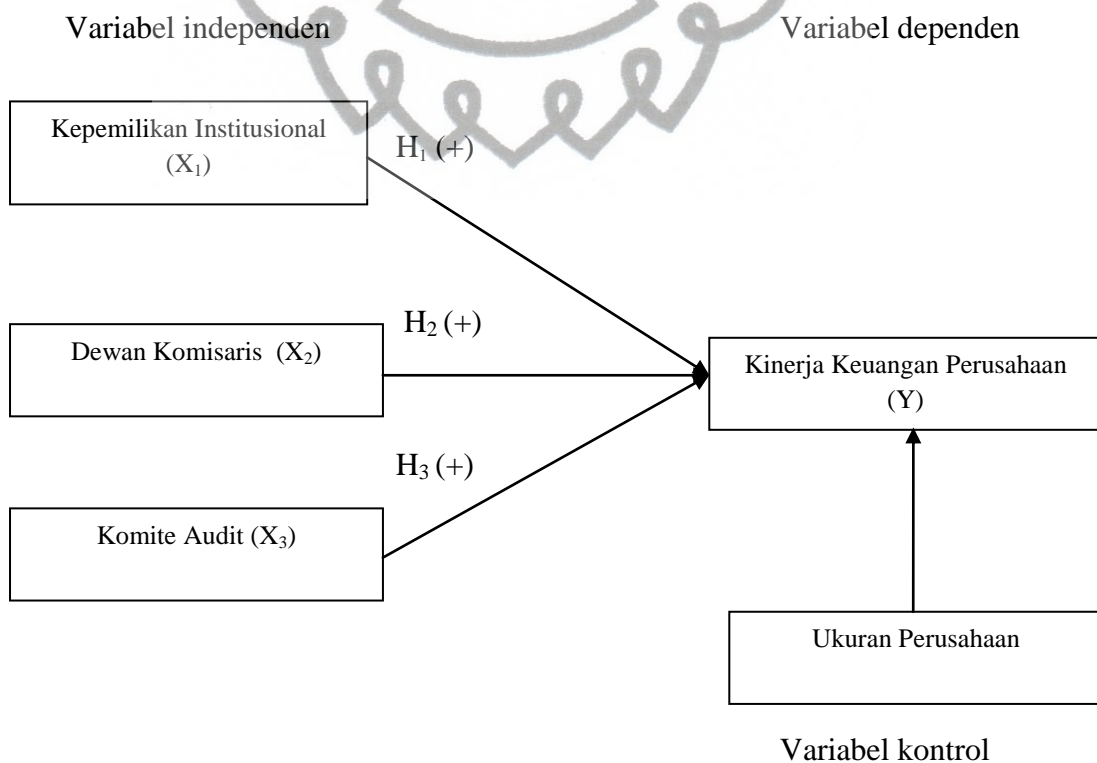 Variabel independen
Variabel dependen
Kepemilikan Institusional
(X₁)
H₁ (+)
Dewan Komisaris (X₂)
H₂ (+)
Kinerja Keuangan Perusahaan
(Y)
H₃ (+)
Komite Audit (X₃)
Ukuran Perusahaan
Variabel kontrol